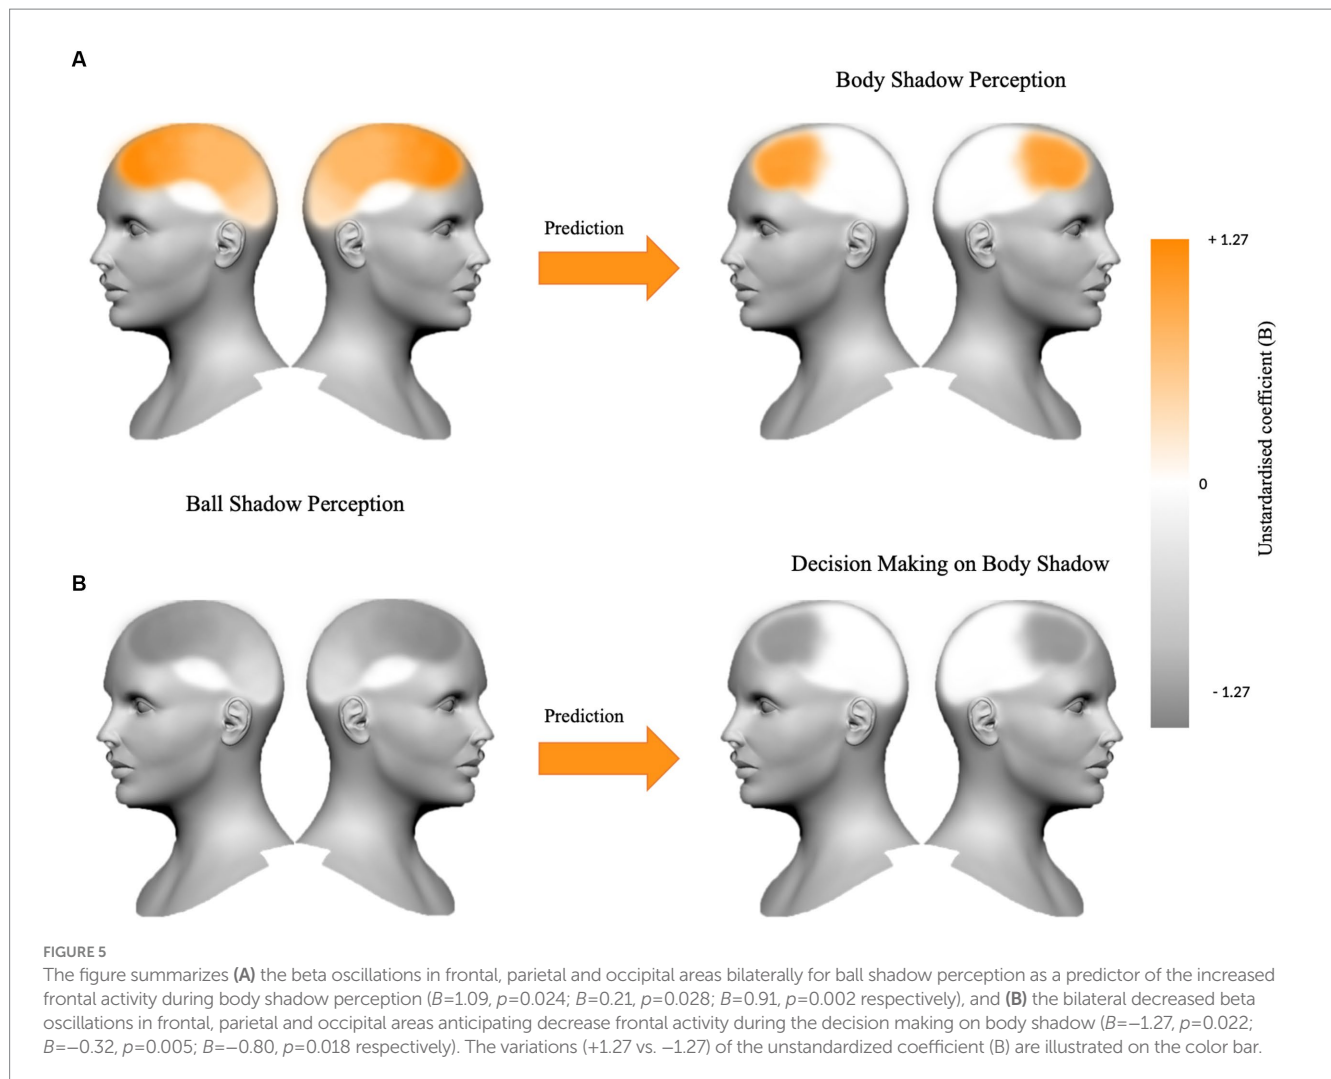 A
Body Shadow Perception
Prediction
+ 1.27
Unstardardised coefficient (B)
0
Ball Shadow Perception
B
Decision Making on Body Shadow
Prediction
- 1.27
FIGURE 5
The figure summarizes (A) the beta oscillations in frontal, parietal and occipital areas bilaterally for ball shadow perception as a predictor of the increased
frontal activity during body shadow perception (B=1.09, p=0.024; B=0.21, p=0.028; B=0.91, p=0.002 respectively), and (B) the bilateral decreased beta
oscillations in frontal, parietal and occipital areas anticipating decrease frontal activity during the decision making on body shadow (B=−1.27, p=0.022;
B=−0.32, p=0.005; B=−0.80, p=0.018 respectively). The variations (+1.27 vs. −1.27) of the unstandardized coefficient (B) are illustrated on the color bar.